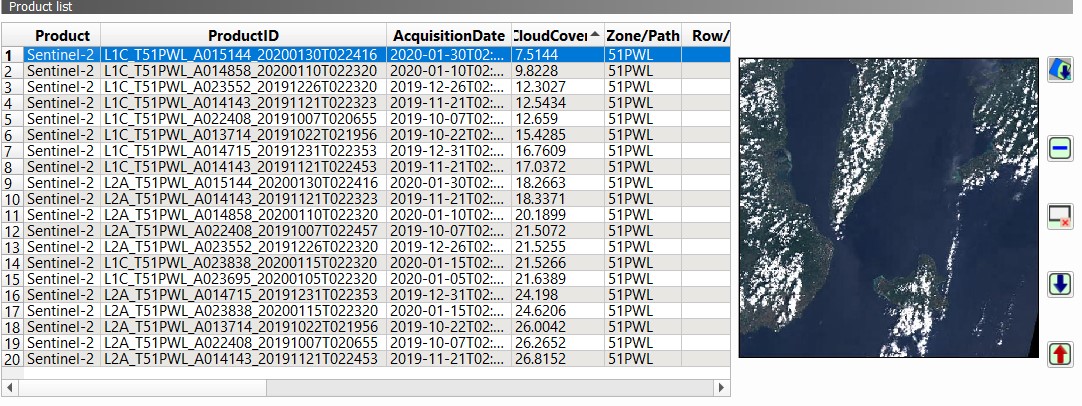 Product list
Product ProductID AcquisitionDate CloudCover Zone/Path Row/
1 Sentinel-2 L1C_T51PWL_A015144_20200130T022416 2020-01-30T02:... 7.5144 51PWL
2 Sentinel-2 L1C_T51PWL_A014858_20200110T022320 2020-01-10T02:... 9.8228 51PWL
3 Sentinel-2 L1C_T51PWL_A023552_20191226T022320 2019-12-26T02:... 12.3027 51PWL
4 Sentinel-2 L1C_T51PWL_A014143_20191121T022323 2019-11-21T02:... 12.5434 51PWL
5 Sentinel-2 L1C_T51PWL_A022408_20191007T020655 2019-10-07T02:... 12.659 51PWL
6 Sentinel-2 L1C_T51PWL_A013714_20191022T021956 2019-10-22T02:... 15.4285 51PWL
7 Sentinel-2 L1C_T51PWL_A014715_20191231T022353 2019-12-31T02:... 16.7609 51PWL
8 Sentinel-2 L1C_T51PWL_A014143_20191121T022453 2019-11-21T02:... 17.0372 51PWL
9 Sentinel-2 L2A_T51PWL_A015144_20200130T022416 2020-01-30T02:... 18.2663 51PWL
10 Sentinel-2 L2A_T51PWL_A014143_20191121T022323 2019-11-21T02:... 18.3371 51PWL
11 Sentinel-2 L2A_T51PWL_A014858_20200110T022320 2020-01-10T02:... 20.1899 51PWL
12 Sentinel-2 L2A_T51PWL_A022408_20191007T022457 2019-10-07T02:... 21.5072 51PWL
13 Sentinel-2 L2A_T51PWL_A023552_20191226T022320 2019-12-26T02:... 21.5255 51PWL
14 Sentinel-2 L1C_T51PWL_A023838_20200115T022320 2020-01-15T02:... 21.5266 51PWL
15 Sentinel-2 L1C_T51PWL_A023695_20200105T022320 2020-01-05T02:... 21.6389 51PWL
16 Sentinel-2 L2A_T51PWL_A014715_20191231T022353 2019-12-31T02:... 24.198 51PWL
17 Sentinel-2 L2A_T51PWL_A023838_20200115T022320 2020-01-15T02:... 24.6206 51PWL
18 Sentinel-2 L2A_T51PWL_A013714_20191022T021956 2019-10-22T02:... 26.0042 51PWL
19 Sentinel-2 L2A_T51PWL_A022408_20191007T020655 2019-10-07T02:... 26.2652 51PWL
20 Sentinel-2 L2A_T51PWL_A014143_20191121T022453 2019-11-21T02:... 26.8152 51PWL